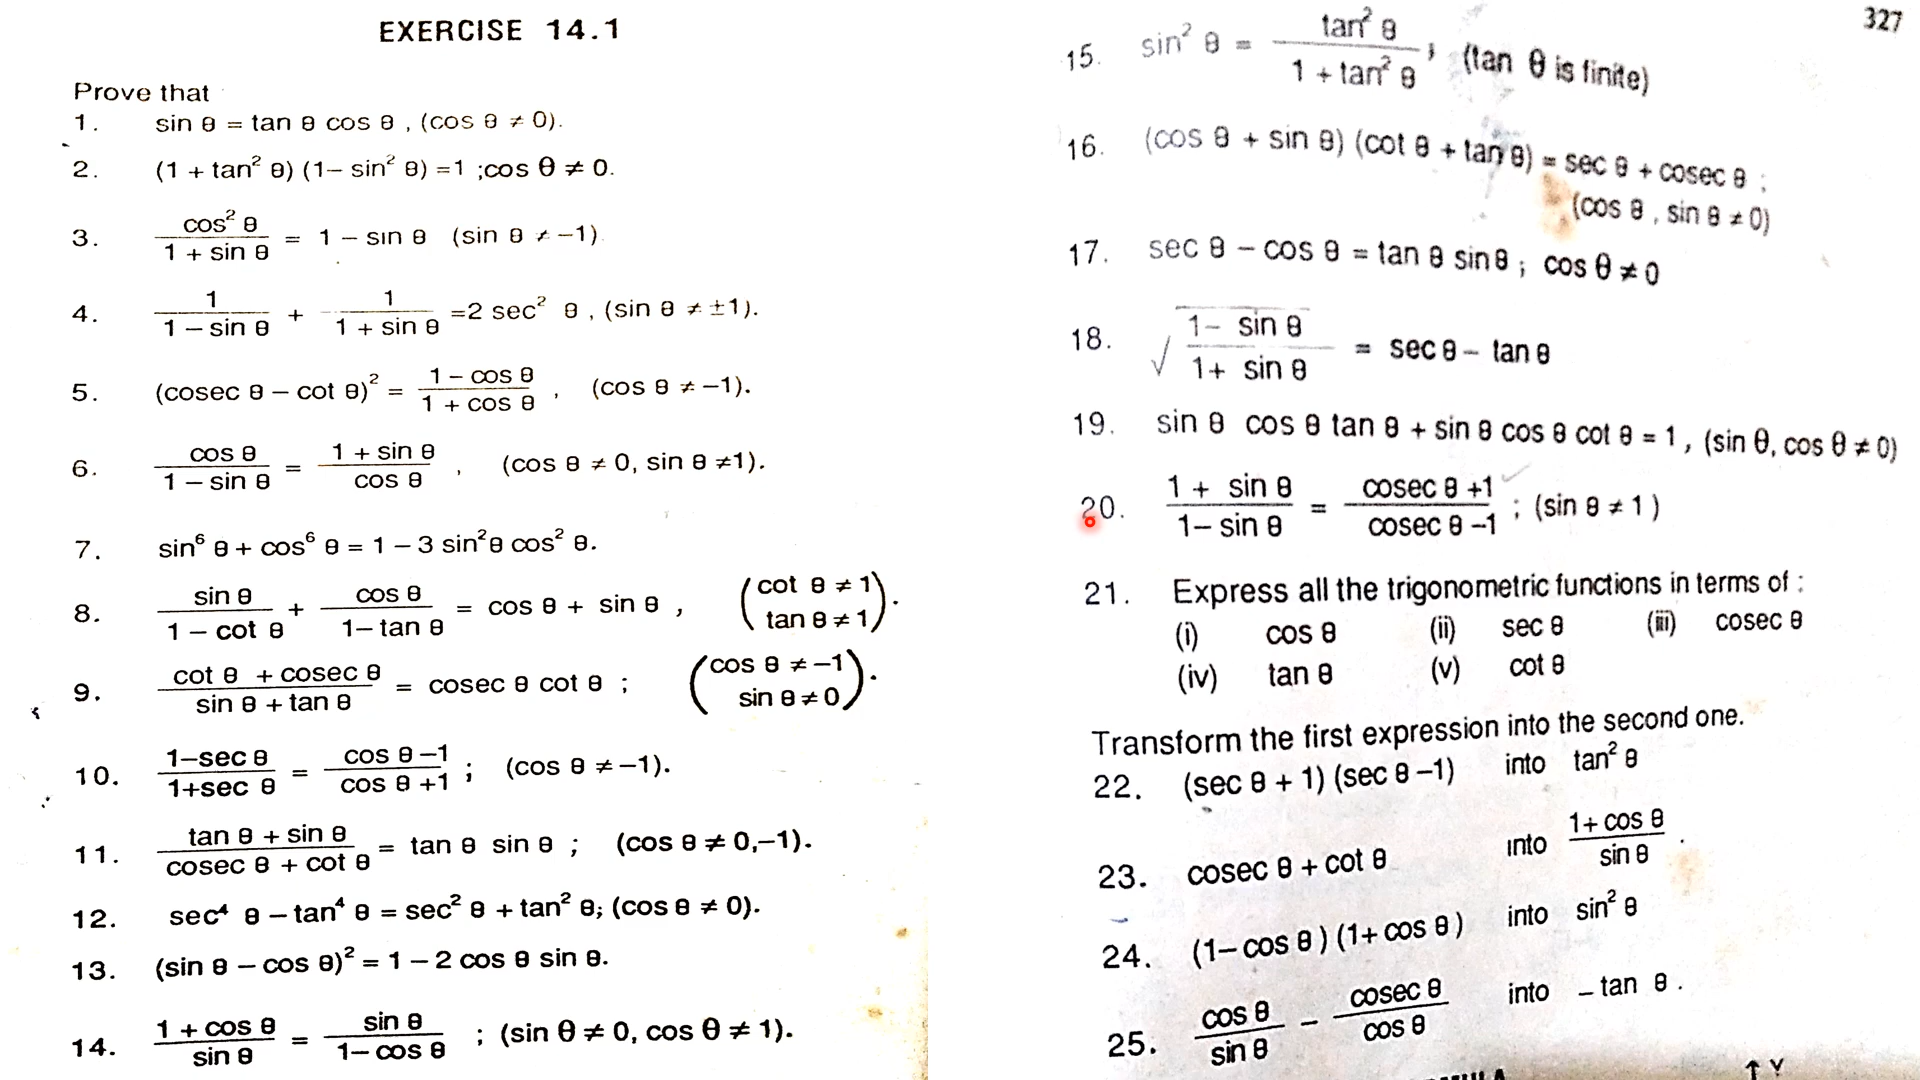 EXERCISE 14.1
Prove that
1. sin θ = tan θ cos θ , (cos θ ≠ 0).
2. (1 + tan² θ) (1– sin² θ) =1 ;cos θ ≠ 0.
3. cos² θ / 1 + sin θ = 1 – sin θ (sin θ ≠ –1)
4. 1 / 1 – sin θ + 1 / 1 + sin θ =2 sec² θ , (sin θ ≠ ±1).
5. (cosec θ – cot θ)² = 1 – cos θ / 1 + cos θ , (cos θ ≠ –1).
6. cos θ / 1 – sin θ = 1 + sin θ / cos θ , (cos θ ≠ 0, sin θ ≠1).
7. sin⁶ θ + cos⁶ θ = 1 – 3 sin²θ cos² θ.
8. sin θ / 1 – cot θ + cos θ / 1– tan θ = cos θ + sin θ , (cot θ ≠ 1 tan θ ≠ 1).
9. cot θ + cosec θ / sin θ + tan θ = cosec θ cot θ ; (cos θ ≠ –1 sin θ ≠ 0).
10. 1–sec θ / 1+sec θ = cos θ –1 / cos θ +1 ; (cos θ ≠ –1).
11. tan θ + sin θ / cosec θ + cot θ = tan θ sin θ ; (cos θ ≠ 0,–1).
12. sec⁴ θ – tan⁴ θ = sec² θ + tan² θ; (cos θ ≠ 0).
13. (sin θ – cos θ)² = 1 – 2 cos θ sin θ.
14. 1 + cos θ / sin θ = sin θ / 1– cos θ ; (sin θ ≠ 0, cos θ ≠ 1).
327
15. sin² θ = tan² θ / 1 + tan² θ , (tan θ is finite)
16. (cos θ + sin θ) (cot θ + tan θ) = sec θ + cosec θ ;
(cos θ , sin θ ≠ 0)
17. sec θ – cos θ = tan θ sin θ ; cos θ ≠ 0
18. √ 1– sin θ / 1+ sin θ = sec θ – tan θ
19. sin θ cos θ tan θ + sin θ cos θ cot θ = 1 , (sin θ, cos θ ≠ 0)
20. 1 + sin θ / 1– sin θ = cosec θ +1 / cosec θ –1 ; (sin θ ≠ 1 )
21. Express all the trigonometric functions in terms of :
(i) cos θ (ii) sec θ (iii) cosec θ
(iv) tan θ (v) cot θ
Transform the first expression into the second one.
22. (sec θ + 1) (sec θ –1) into tan² θ
23. cosec θ + cot θ into 1+ cos θ / sin θ .
24. (1– cos θ ) (1+ cos θ ) into sin² θ
25. cos θ / sin θ – cosec θ / cos θ into – tan θ .